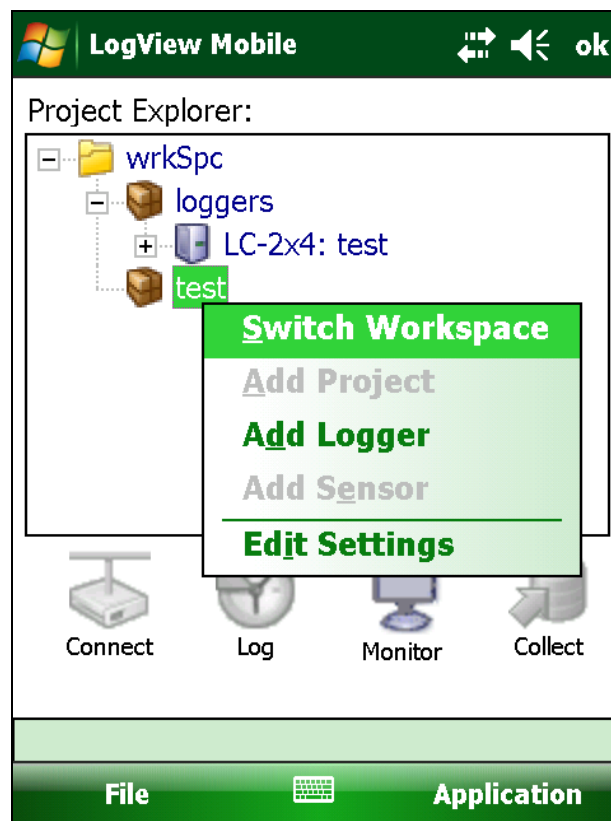 LogView Mobile ok
Project Explorer:
wrkSpc
loggers
LC-2x4: test
test
Switch Workspace
Add Project
Add Logger
Add Sensor
Edit Settings
Connect Log Monitor Collect
File Application